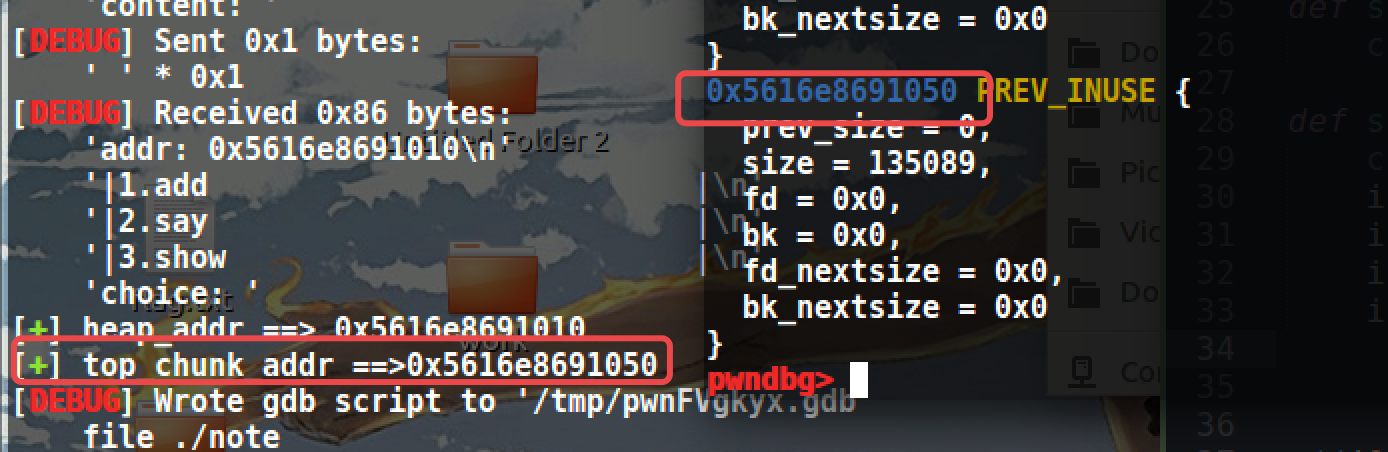 'content: '
[DEBUG] Sent 0x1 bytes:
' ' * 0x1
[DEBUG] Received 0x86 bytes:
'addr: 0x5616e8691010\n'
'|1.add |\n'
'|2.say |\n'
'|3.show |\n'
'choice: '
[+] heap_addr ==> 0x5616e8691010
[+] top chunk addr ==>0x5616e8691050
[DEBUG] Wrote gdb script to '/tmp/pwnFVgkyx.gdb
file ./note
Untitled Folder 2
work
bk_nextsize = 0x0
}
0x5616e8691050 PREV_INUSE {
prev_size = 0,
size = 135089,
fd = 0x0,
bk = 0x0,
fd_nextsize = 0x0,
bk_nextsize = 0x0
}
pwndbg>
Do
Mu
Pic
Vic
Do
Co
25 def s
26 c
27
28 def s
29 c
30 i
31 i
32 i
33 i
34
35
36